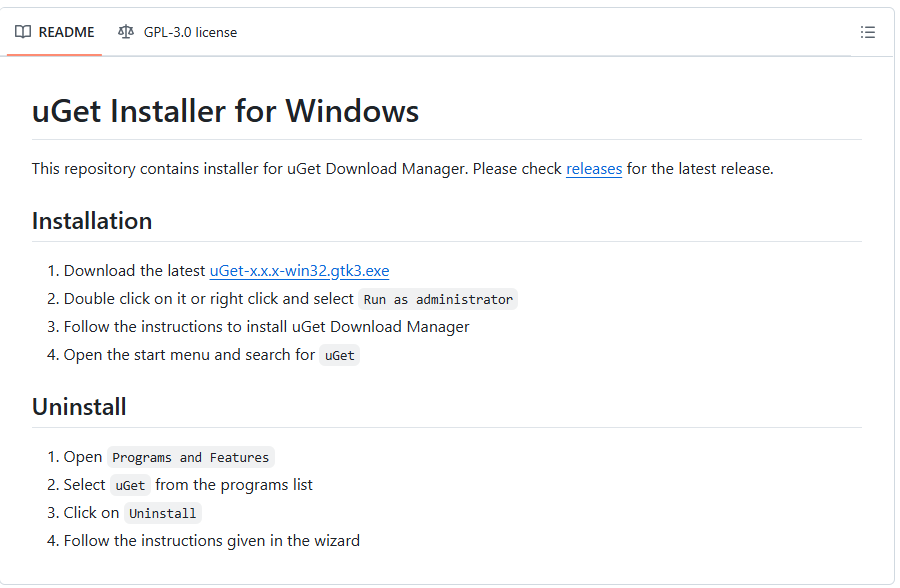 README
GPL-3.0 license
uGet Installer for Windows
This repository contains installer for uGet Download Manager. Please check releases for the latest release.
Installation
1. Download the latest uGet-x.x.x-win32.gtk3.exe
2. Double click on it or right click and select Run as administrator
3. Follow the instructions to install uGet Download Manager
4. Open the start menu and search for uGet
Uninstall
1. Open Programs and Features
2. Select uGet from the programs list
3. Click on Uninstall
4. Follow the instructions given in the wizard